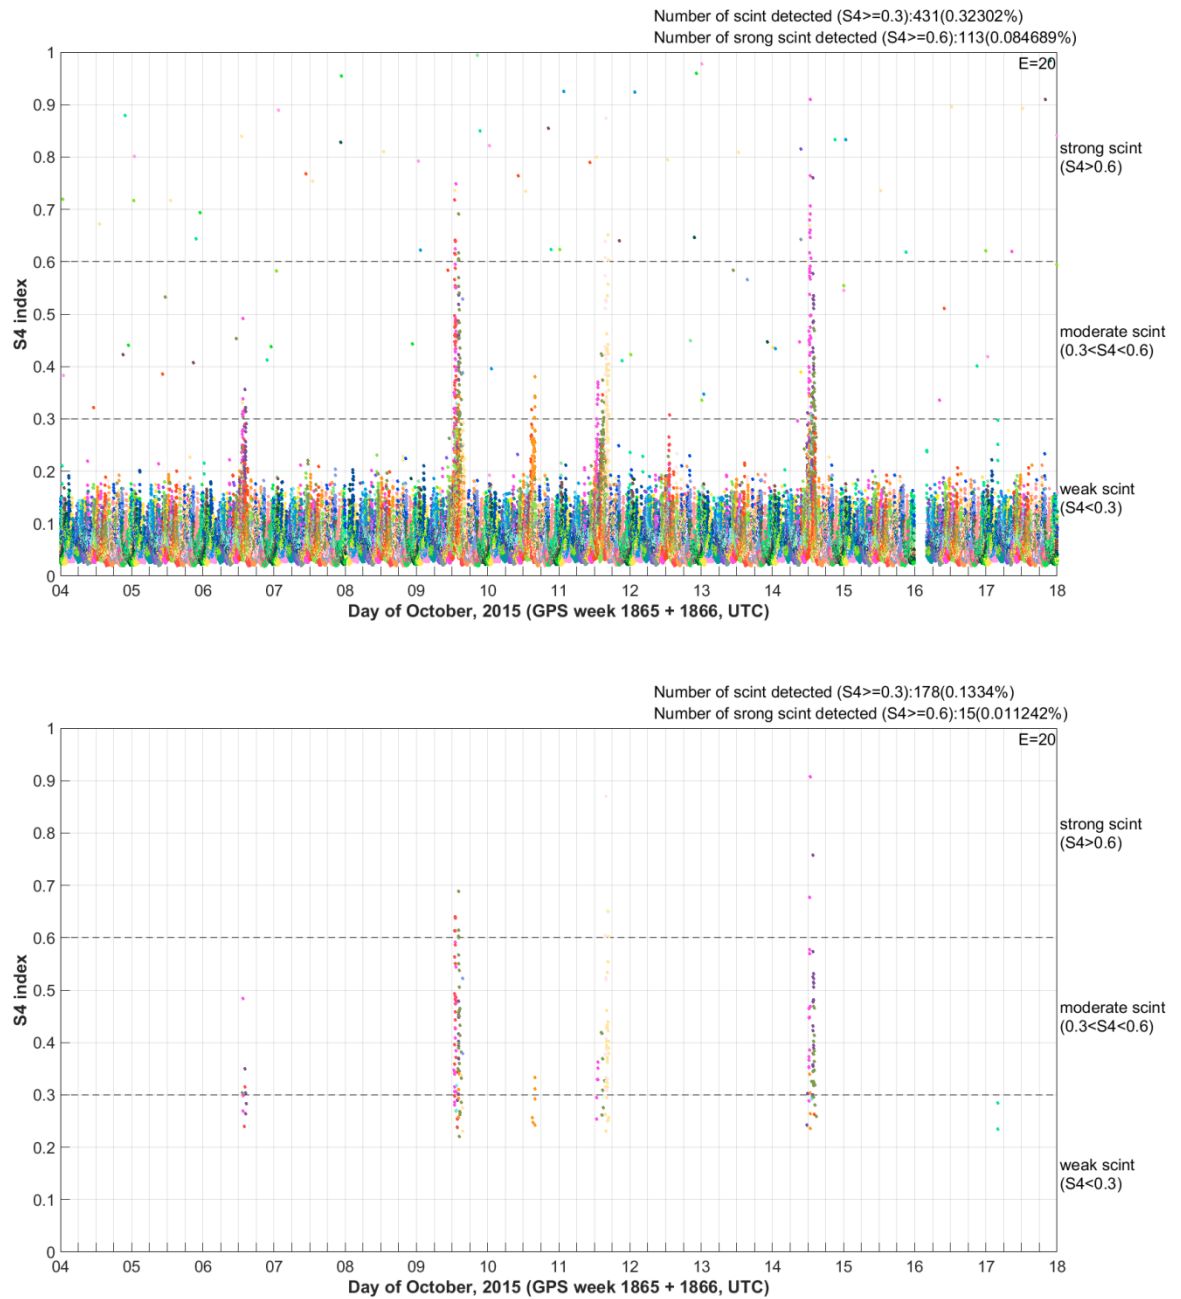 Number of scint detected (S4>=0.3):431(0.32302%)
Number of srong scint detected (S4>=0.6):113(0.084689%)
E=20
1
0.9
0.8
0.7
0.6
0.5
0.4
0.3
0.2
0.1
0
S4 index
strong scint
(S4>0.6)
moderate scint
(0.3<S4<0.6)
weak scint
(S4<0.3)
04 05 06 07 08 09 10 11 12 13 14 15 16 17 18
Day of October, 2015 (GPS week 1865 + 1866, UTC)
Number of scint detected (S4>=0.3):178(0.1334%)
Number of srong scint detected (S4>=0.6):15(0.011242%)
E=20
1
0.9
0.8
0.7
0.6
0.5
0.4
0.3
0.2
0.1
0
S4 index
strong scint
(S4>0.6)
moderate scint
(0.3<S4<0.6)
weak scint
(S4<0.3)
04 05 06 07 08 09 10 11 12 13 14 15 16 17 18
Day of October, 2015 (GPS week 1865 + 1866, UTC)